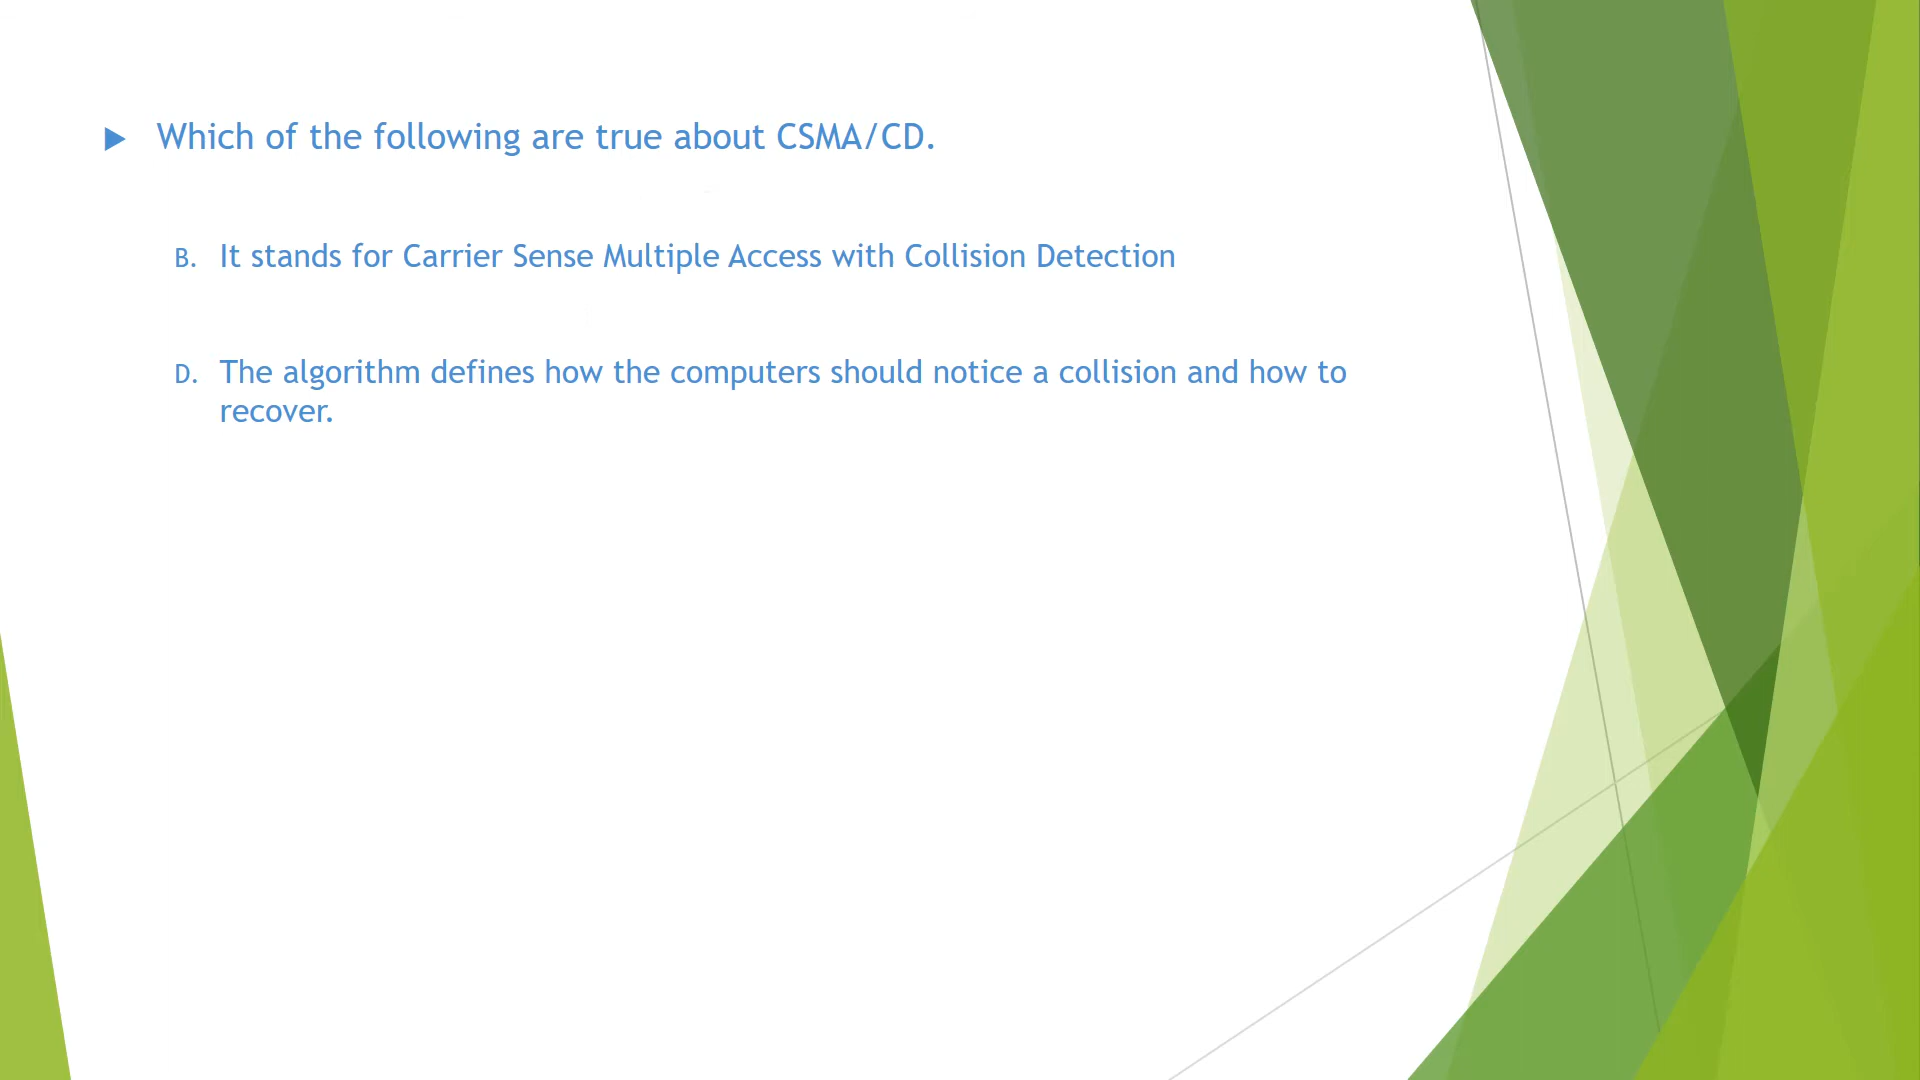 Which of the following are true about CSMA/CD.
B. It stands for Carrier Sense Multiple Access with Collision Detection
D. The algorithm defines how the computers should notice a collision and how to
recover.